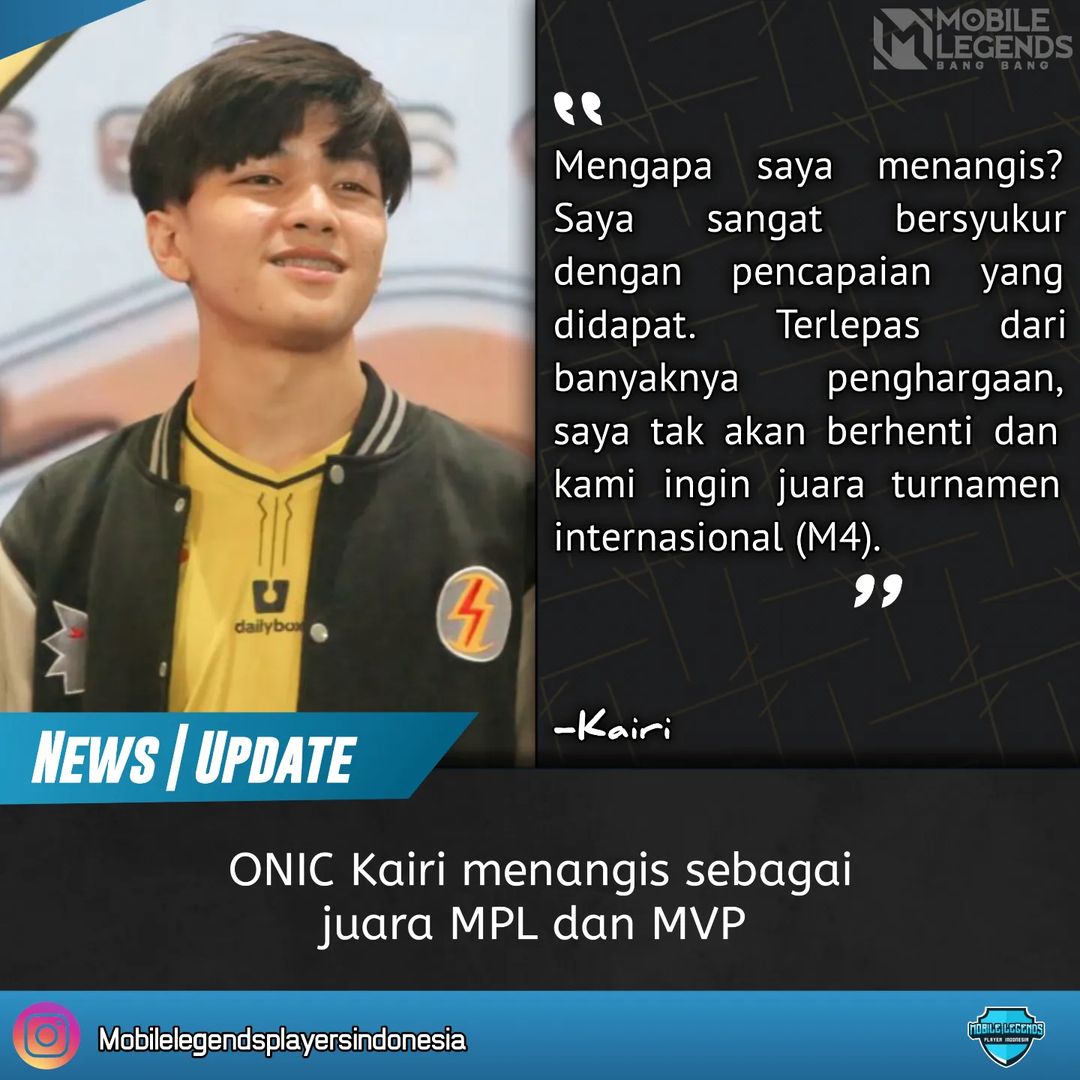 MOBILE
LEGENDS
BANG BANG
Mengapa saya menangis?
Saya sangat bersyukur
dengan pencapaian yang
didapat. Terlepas dari
banyaknya penghargaan,
saya tak akan berhenti dan
kami ingin juara turnamen
internasional (M4).
dailybox
-Kairi
NEWS | UPDATE
ONIC Kairi menangis sebagai
juara MPL dan MVP
Mobilelegendsplayersindonesia
MOBILE LEGENDS
PLAYER INDONESIA